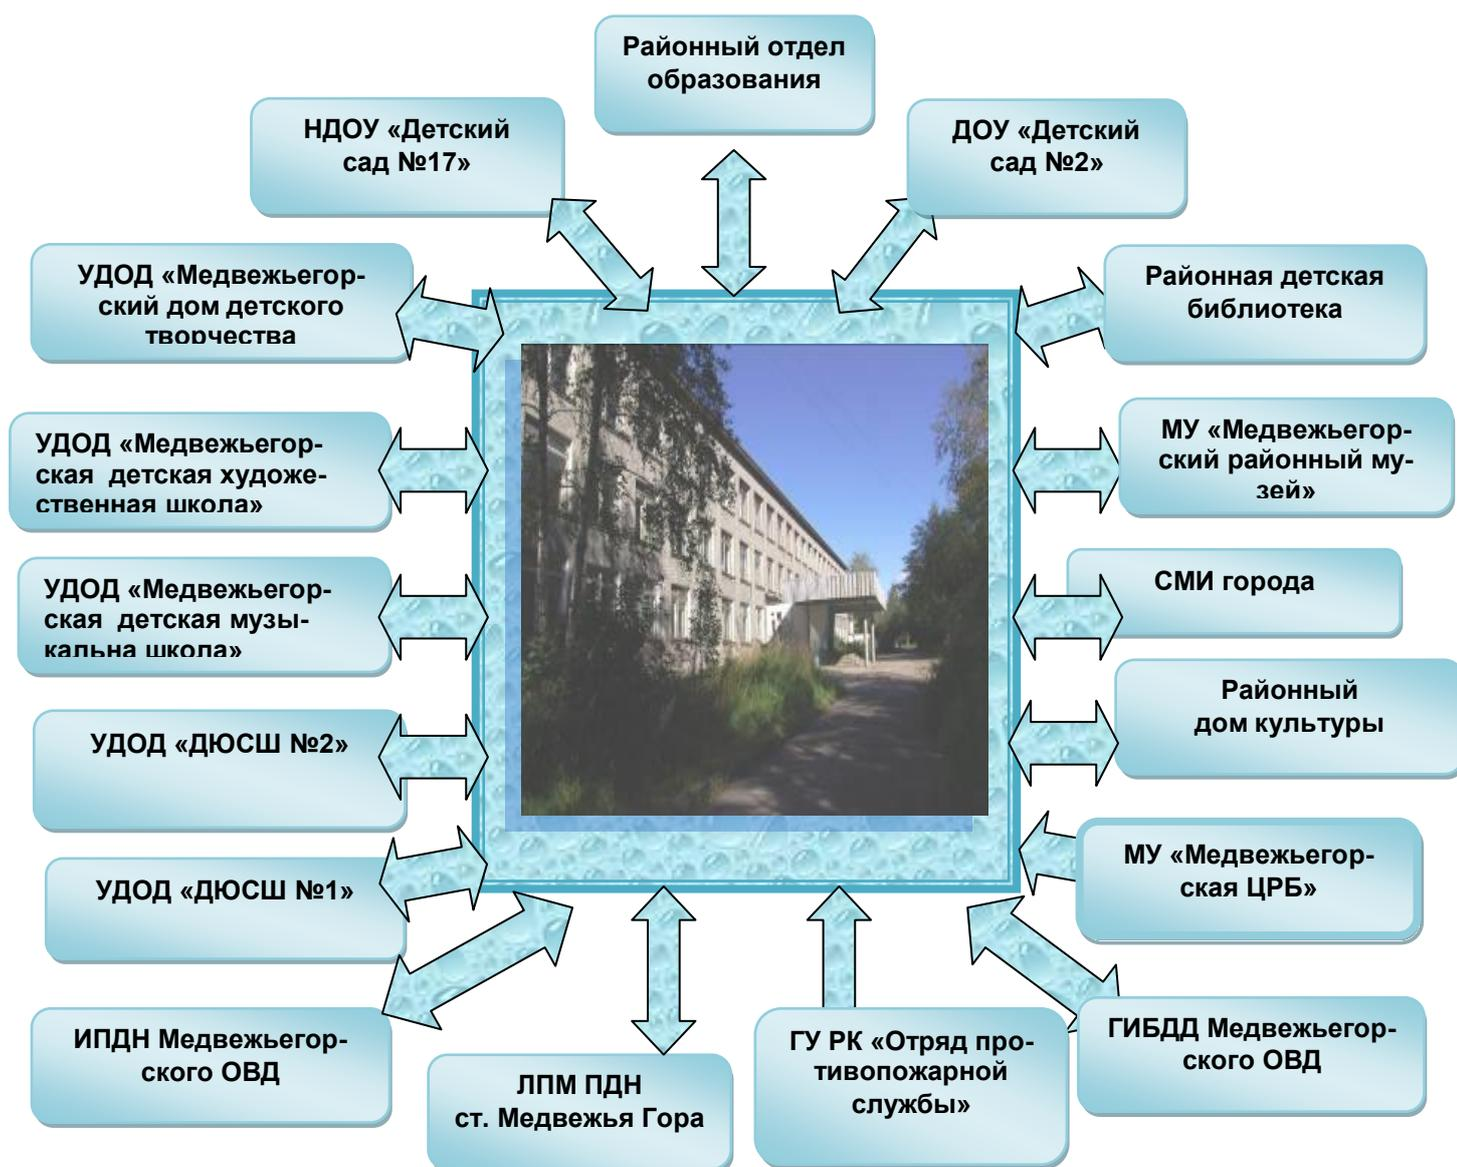 Районный отдел
образования
НДОУ «Детский
сад №17»
ДОУ «Детский
сад №2»
УДОД «Медвежьегор-
ский дом детского
творчества
Районная детская
библиотека
УДОД «Медвежьегор-
ская детская художе-
ственная школа»
МУ «Медвежьегор-
ский районный му-
зей»
УДОД «Медвежьегор-
ская детская музы-
кальна школа»
СМИ города
Районный
дом культуры
УДОД «ДЮСШ №2»
МУ «Медвежьегор-
ская ЦРБ»
УДОД «ДЮСШ №1»
ИПДН Медвежьегор-
ского ОВД
ЛПМ ПДН
ст. Медвежья Гора
ГУ РК «Отряд про-
тивопожарной
службы»
ГИБДД Медвежьегор-
ского ОВД